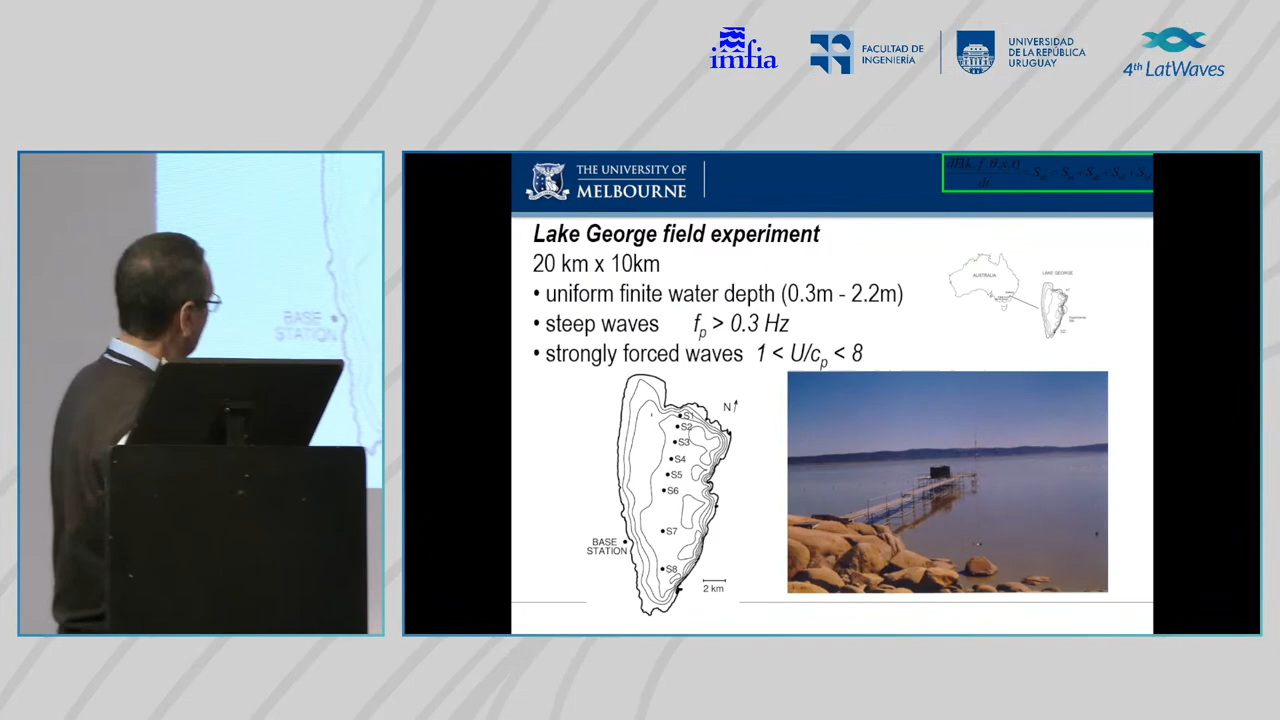 imfia
FACULTAD DE
INGENIERÍA
UNIVERSIDAD
DE LA REPÚBLICA
URUGUAY
4th LatWaves
THE UNIVERSITY OF
MELBOURNE
Lake George field experiment
20 km x 10km
• uniform finite water depth (0.3m - 2.2m)
• steep waves fp > 0.3 Hz
• strongly forced waves 1 < U/cp < 8
AUSTRALIA
LAKE GEORGE
N
S1
S2
S3
S4
S5
S6
S7
S8
BASE
STATION
2 km
BASE
STATION